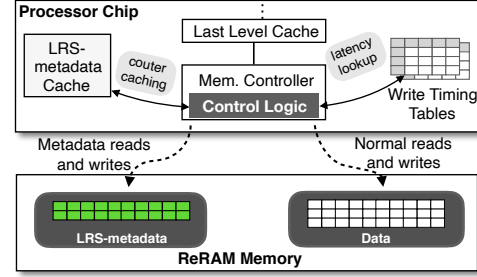 Processor Chip
Last Level Cache
LRS-
metadata
Cache
couter
caching
latency
lookup
Mem. Controller
Control Logic
Write Timing
Tables
Metadata reads
and writes
Normal reads
and writes
LRS-metadata
Data
ReRAM Memory